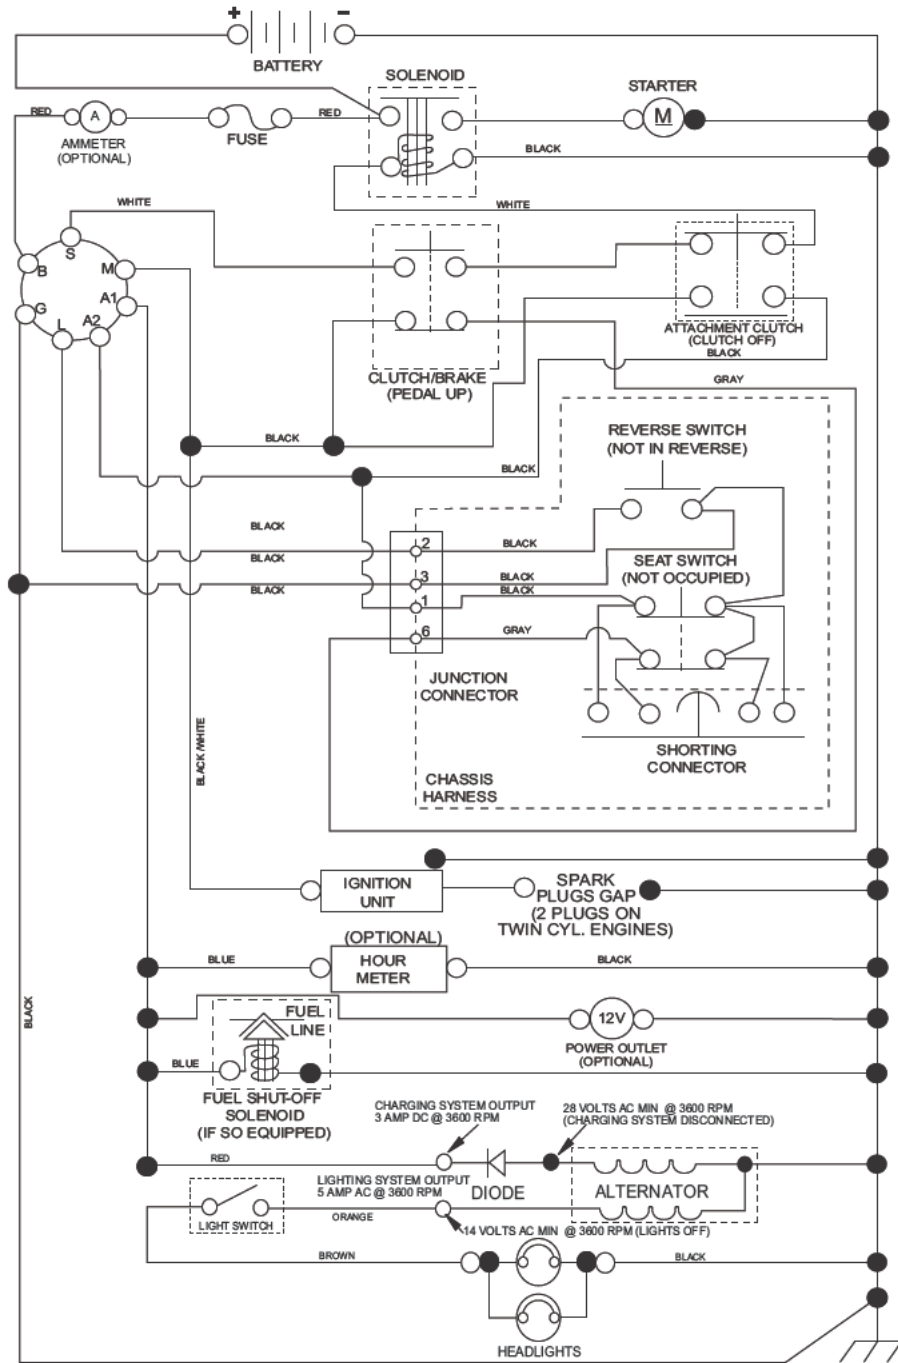 + -
BATTERY
SOLENOID
STARTER
RED
A
RED
M
AMMETER
(OPTIONAL)
FUSE
BLACK
WHITE
WHITE
S
B
M
G
A1
L
A2
ATTACHMENT CLUTCH
(CLUTCH OFF)
BLACK
CLUTCH/BRAKE
(PEDAL UP)
GRAY
BLACK
REVERSE SWITCH
(NOT IN REVERSE)
BLACK
BLACK
2
BLACK
BLACK
SEAT SWITCH
(NOT OCCUPIED)
3
BLACK
BLACK
BLACK
1
6
GRAY
JUNCTION
CONNECTOR
BLACK/WHITE
SHORTING
CONNECTOR
CHASSIS
HARNESS
IGNITION
UNIT
SPARK
PLUGS GAP
(2 PLUGS ON
TWIN CYL. ENGINES)
(OPTIONAL)
HOUR
METER
BLUE
BLACK
BLACK
FUEL
LINE
12V
POWER OUTLET
(OPTIONAL)
BLUE
FUEL SHUT-OFF
SOLENOID
(IF SO EQUIPPED)
CHARGING SYSTEM OUTPUT
3 AMP DC @ 3600 RPM
28 VOLTS AC MIN @ 3600 RPM
(CHARGING SYSTEM DISCONNECTED)
RED
LIGHTING SYSTEM OUTPUT
5 AMP AC @ 3600 RPM
DIODE
ALTERNATOR
LIGHT SWITCH
ORANGE
14 VOLTS AC MIN @ 3600 RPM (LIGHTS OFF)
BROWN
BLACK
HEADLIGHTS